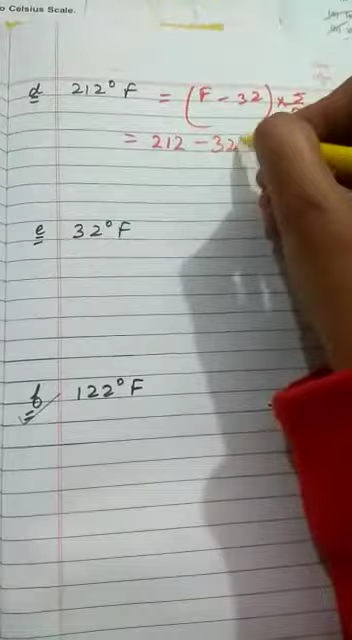 o Celsius Scale.
d 212° F = (F - 32) × 5
= 212 - 32
e 32° F
f 122° F